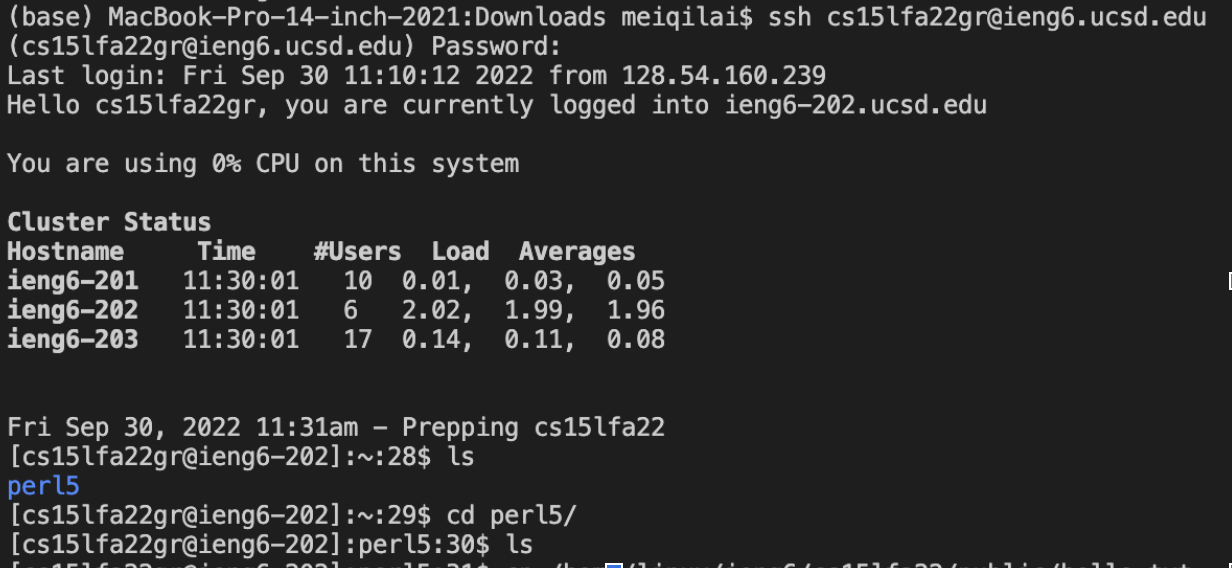 (base) MacBook-Pro-14-inch-2021:Downloads meiqilai$ ssh cs15lfa22gr@ieng6.ucsd.edu
(cs15lfa22gr@ieng6.ucsd.edu) Password:
Last login: Fri Sep 30 11:10:12 2022 from 128.54.160.239
Hello cs15lfa22gr, you are currently logged into ieng6-202.ucsd.edu
You are using 0% CPU on this system
Cluster Status
Hostname Time #Users Load Averages
ieng6-201 11:30:01 10 0.01, 0.03, 0.05
ieng6-202 11:30:01 6 2.02, 1.99, 1.96
ieng6-203 11:30:01 17 0.14, 0.11, 0.08
Fri Sep 30, 2022 11:31am - Prepping cs15lfa22
[cs15lfa22gr@ieng6-202]:~:28$ ls
perl5
[cs15lfa22gr@ieng6-202]:~:29$ cd perl5/
[cs15lfa22gr@ieng6-202]:perl5:30$ ls